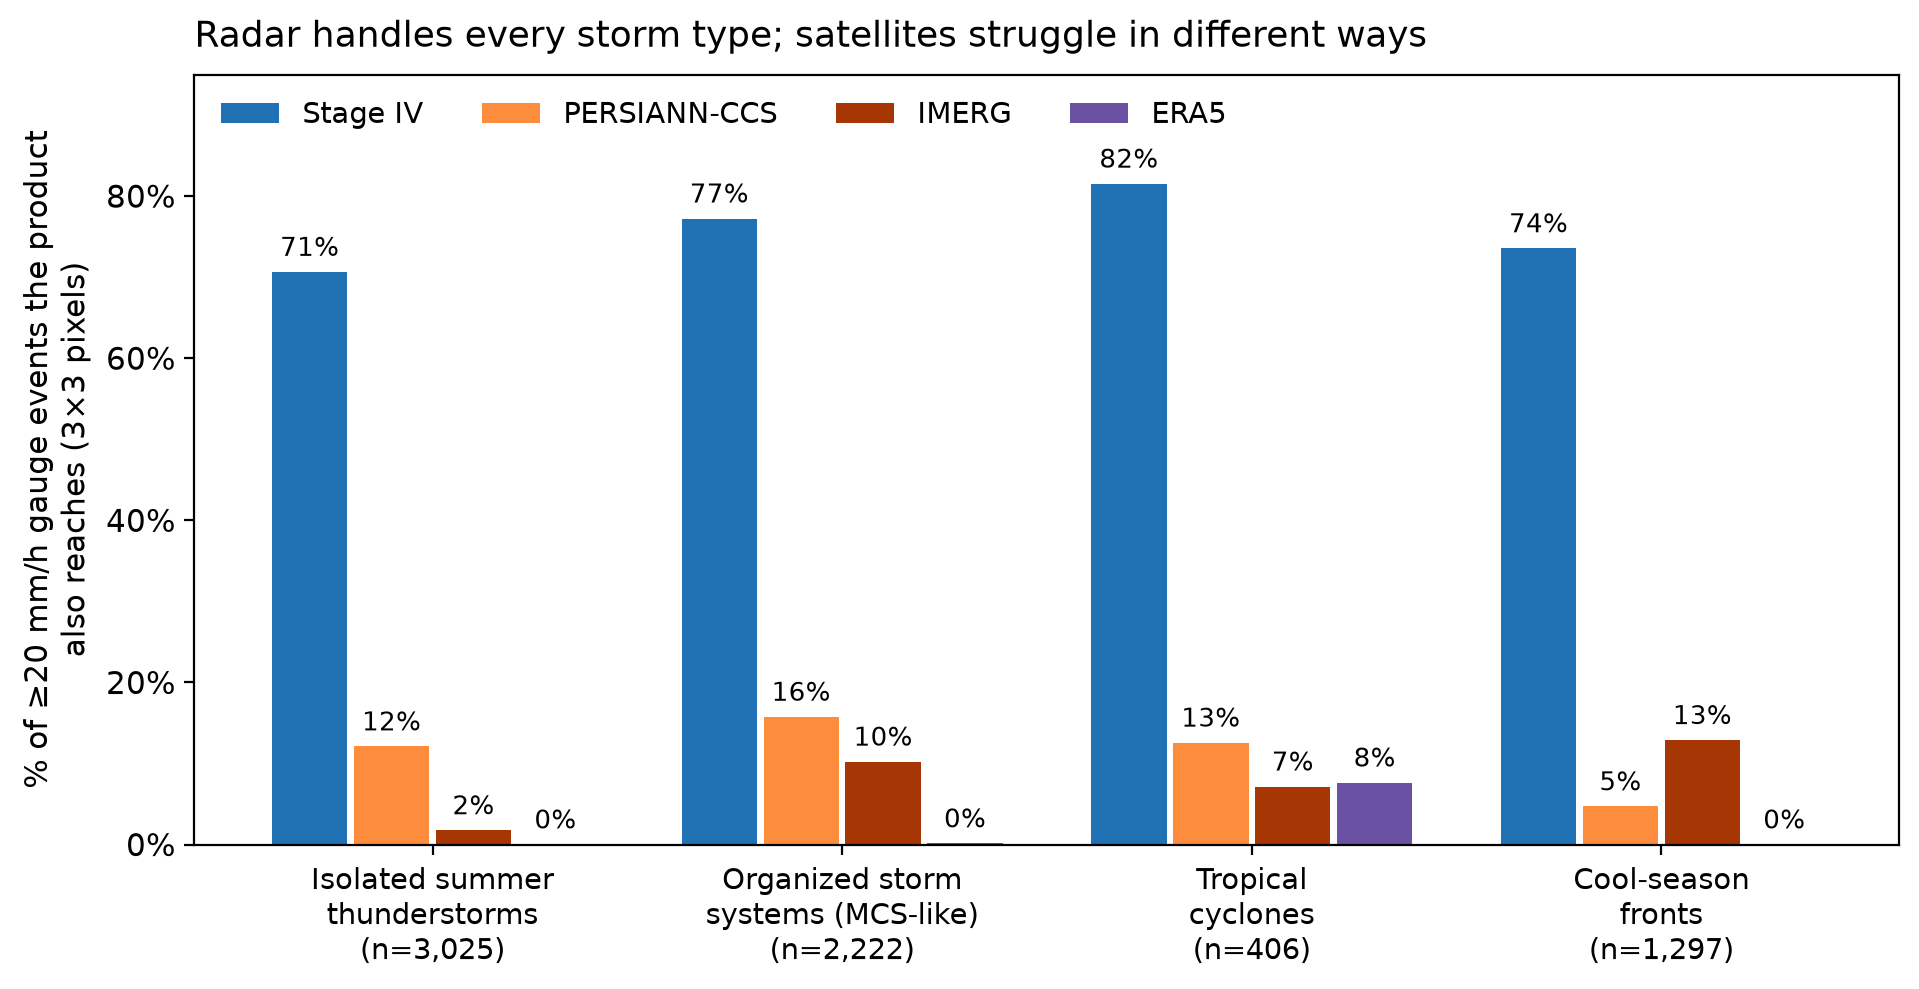 Radar handles every storm type; satellites struggle in different ways
Stage IV
PERSIANN-CCS
IMERG
ERA5
% of ≥20 mm/h gauge events the product
also reaches (3×3 pixels)
80%
60%
40%
20%
0%
71%
12%
2%
0%
77%
16%
10%
0%
82%
13%
7%
8%
74%
5%
13%
0%
Isolated summer
thunderstorms
(n=3,025)
Organized storm
systems (MCS-like)
(n=2,222)
Tropical
cyclones
(n=406)
Cool-season
fronts
(n=1,297)